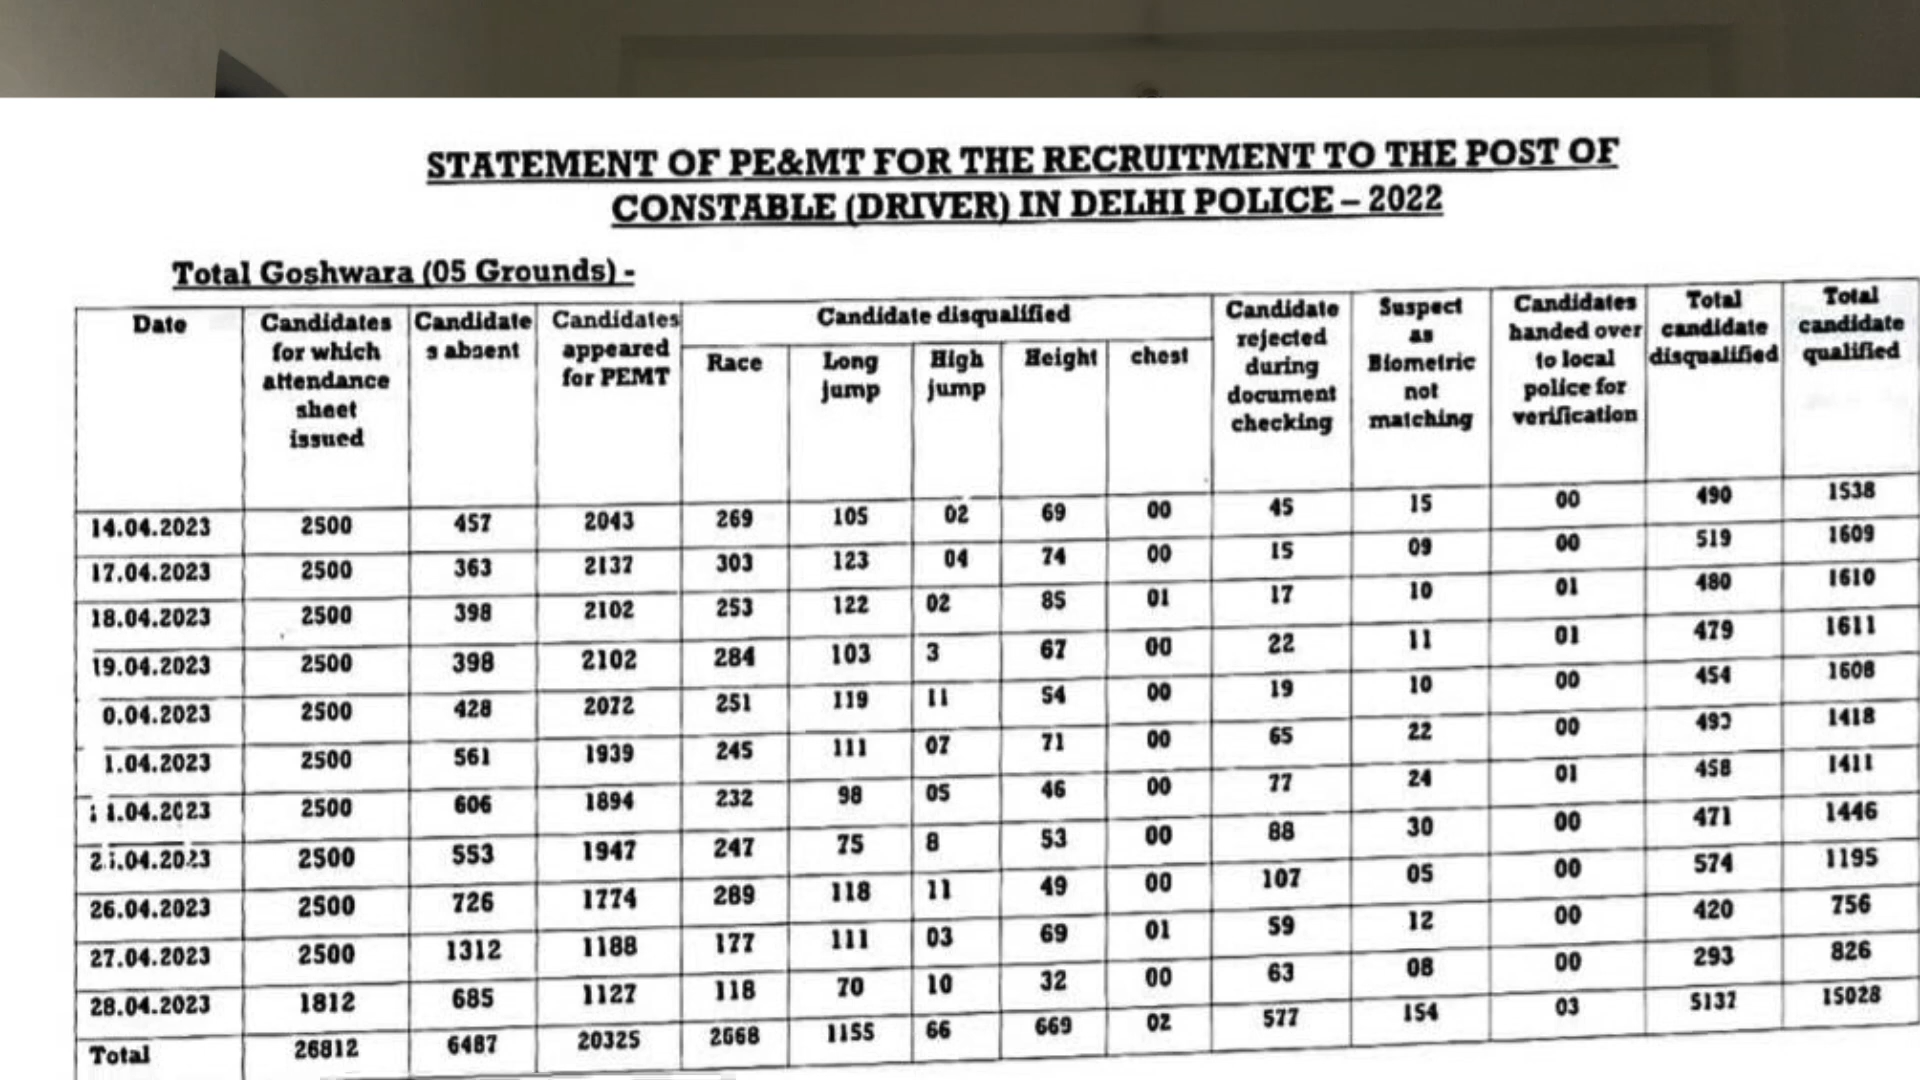 STATEMENT OF PE&MT FOR THE RECRUITMENT TO THE POST OF
CONSTABLE (DRIVER) IN DELHI POLICE – 2022
Total Goshwara (05 Grounds) -
Date Candidates for which attendance sheet issued Candidate s absent Candidates appeared for PEMT Candidate disqualified Race Long jump High jump Height chest Candidate rejected during document checking Suspect as Biometric not matching Candidates handed over to local police for verification Total candidate disqualified Total candidate qualified
14.04.2023 2500 457 2043 269 105 02 69 00 45 15 00 490 1538
17.04.2023 2500 363 2137 303 123 04 74 00 15 09 00 519 1609
18.04.2023 2500 398 2102 253 122 02 85 01 17 10 01 480 1610
19.04.2023 2500 398 2102 284 103 3 67 00 22 11 01 479 1611
0.04.2023 2500 428 2072 251 119 11 54 00 19 10 00 454 1608
1.04.2023 2500 561 1939 245 111 07 71 00 65 22 00 1418
1.04.2023 2500 606 1894 232 98 05 46 00 77 24 01 458 1411
2500 553 1947 247 75 8 53 00 88 30 00 471 1446
26.04.2023 2500 726 1774 289 118 11 49 00 107 05 00 574 1195
27.04.2023 2500 1312 1188 177 111 03 69 01 59 12 00 420 756
28.04.2023 1812 685 1127 118 70 10 32 00 63 08 00 293 826
Total 26812 6487 20325 2668 1155 66 669 02 577 154 03 5137 15028